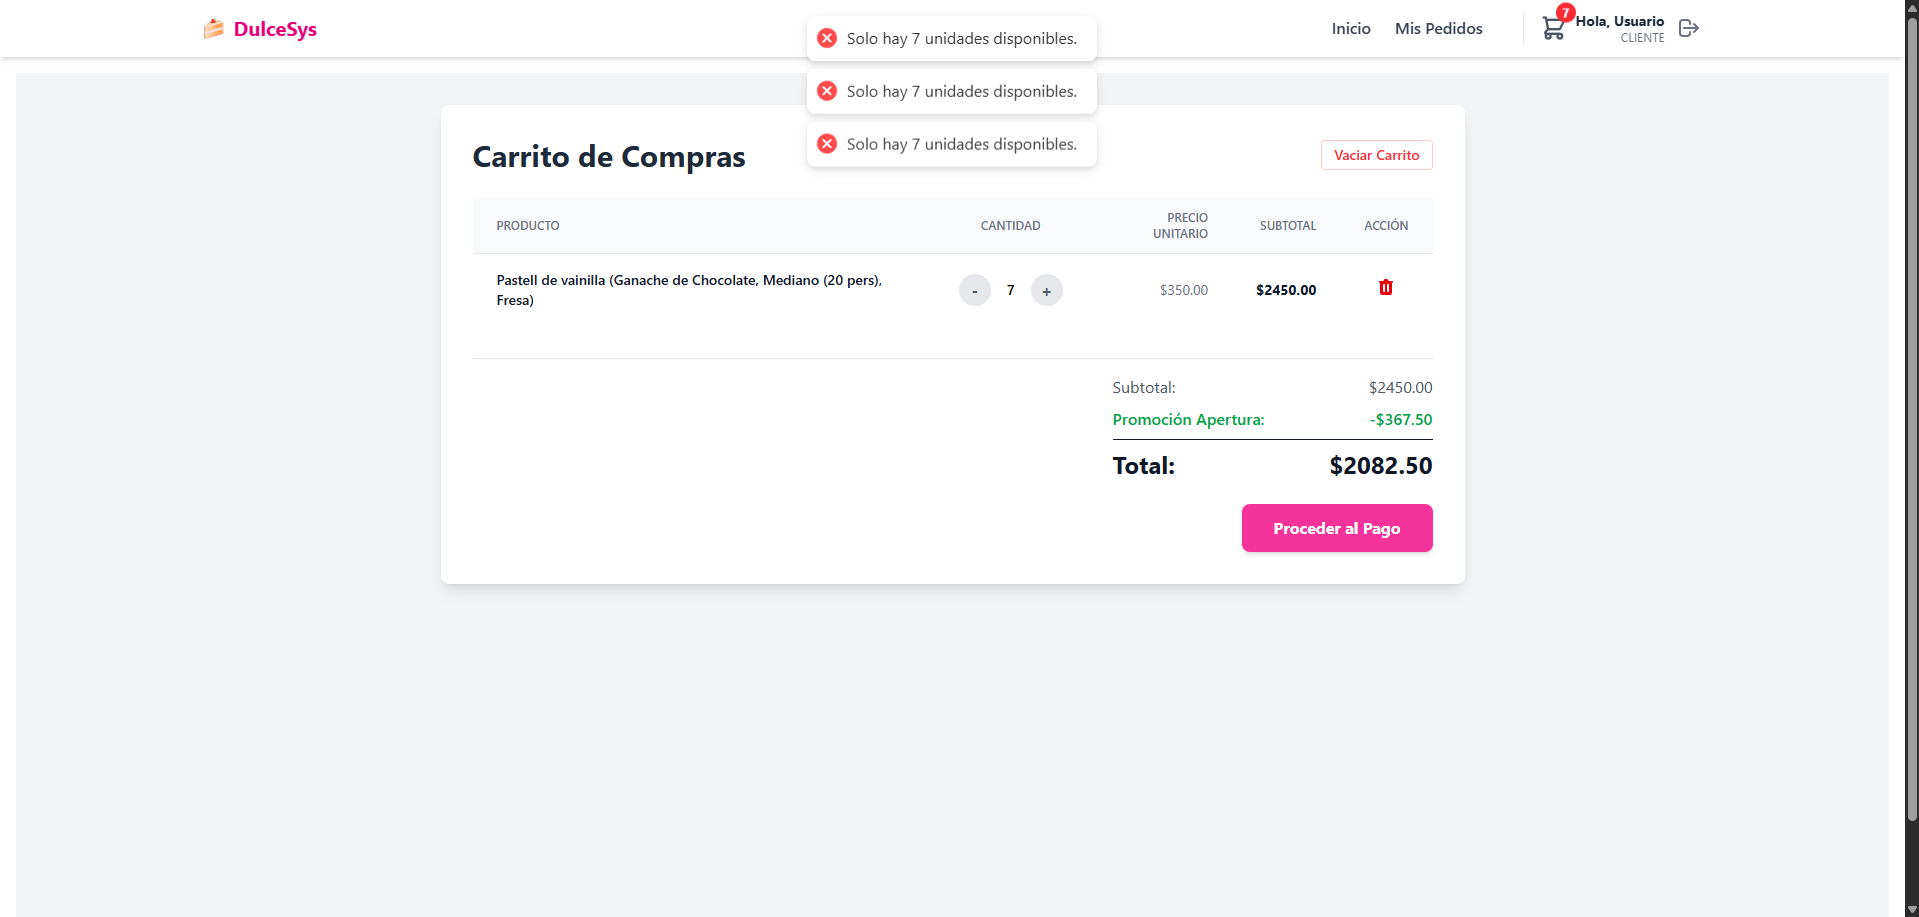 DulceSys
Inicio
Mis Pedidos
7
Hola, Usuario
CLIENTE
Solo hay 7 unidades disponibles.
Solo hay 7 unidades disponibles.
Solo hay 7 unidades disponibles.
Carrito de Compras
Vaciar Carrito
PRODUCTO
CANTIDAD
PRECIO
UNITARIO
SUBTOTAL
ACCIÓN
Pastell de vainilla (Ganache de Chocolate, Mediano (20 pers),
Fresa)
- 7 +
$350.00
$2450.00
Subtotal: $2450.00
Promoción Apertura: -$367.50
Total: $2082.50
Proceder al Pago